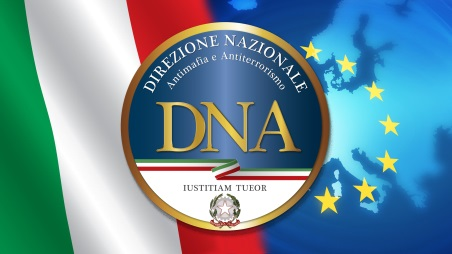 DIREZIONE NAZIONALE
Antimafia e Antiterrorismo
DNA
IUSTITIAM TUEOR